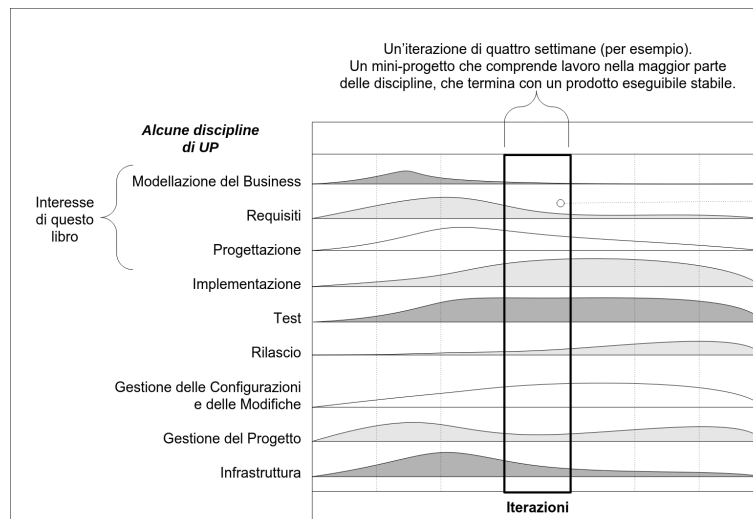 Un'iterazione di quattro settimane (per esempio).
Un mini-progetto che comprende lavoro nella maggior parte
delle discipline, che termina con un prodotto eseguibile stabile.
Alcune discipline
di UP
Interesse
di questo
libro
Modellazione del Business
Requisiti
Progettazione
Implementazione
Test
Rilascio
Gestione delle Configurazioni
e delle Modifiche
Gestione del Progetto
Infrastruttura
Iterazioni